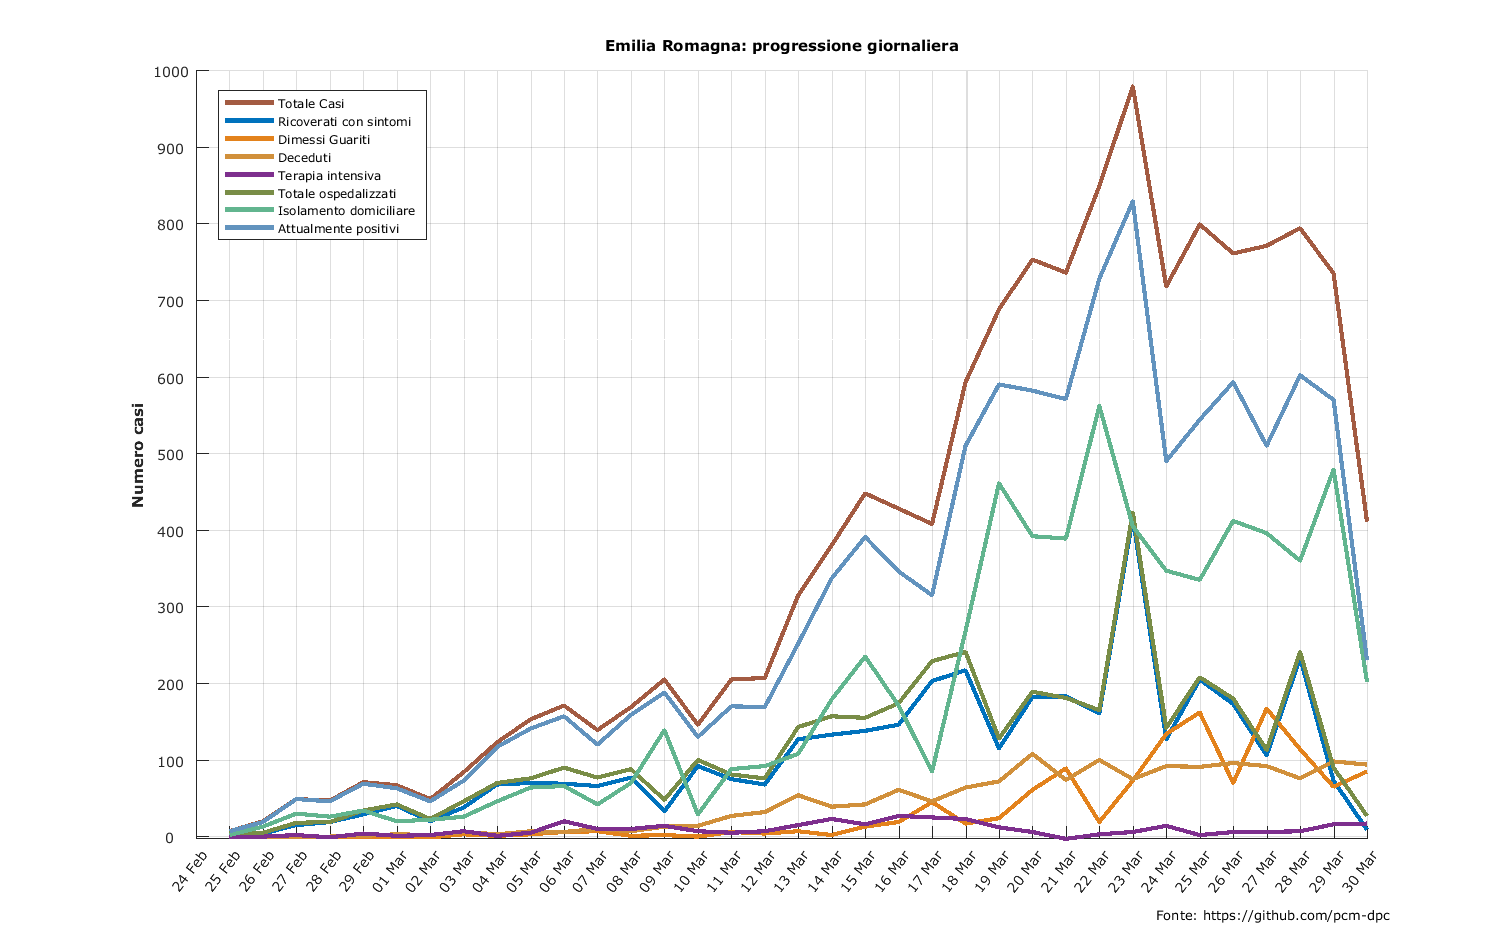 Emilia Romagna: progressione giornaliera
1000
900
800
700
600
500
400
300
200
100
0
Numero casi
Totale Casi
Ricoverati con sintomi
Dimessi Guariti
Deceduti
Terapia intensiva
Totale ospedalizzati
Isolamento domiciliare
Attualmente positivi
24 Feb
25 Feb
26 Feb
27 Feb
28 Feb
29 Feb
01 Mar
02 Mar
03 Mar
04 Mar
05 Mar
06 Mar
07 Mar
08 Mar
09 Mar
10 Mar
11 Mar
12 Mar
13 Mar
14 Mar
15 Mar
16 Mar
17 Mar
18 Mar
19 Mar
20 Mar
21 Mar
22 Mar
23 Mar
24 Mar
25 Mar
26 Mar
27 Mar
28 Mar
29 Mar
30 Mar
Fonte: https://github.com/pcm-dpc